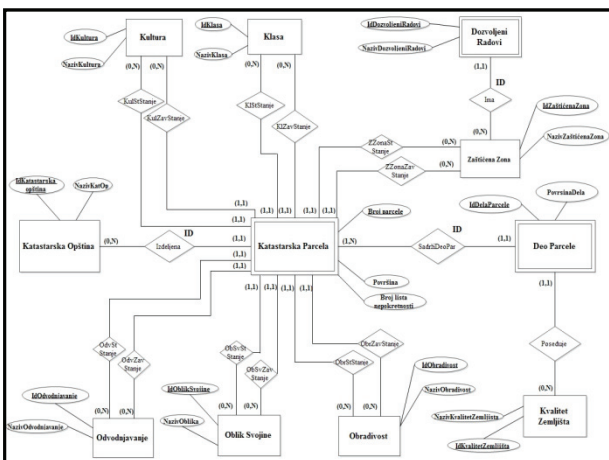 IdKultura
NazivKultura
Kultura
(0,N) (0,N)
KulStStanje
KulZavStanje
IdKlasa
NazivKlasa
Klasa
(0,N) (0,N)
KlStStanje
KlZavStanje
IdDozvoljeniRadovi
NazivDozvoljeniRadovi
Dozvoljeni
Radovi
(1,1)
ID
Ima
(0,N)
IdZaštićenaZona
NazivZaštićenaZona
Zaštićena Zona
(0,N)
(0,N)
ZZonaSt
Stanje
ZZonaZav
Stanje
IdKatastarska
opština
NazivKatOp
Katastarska Opština
(0,N)
ID
Izdeljena
(1,1)
(1,1)
(1,1)
(1,1) (1,1) (1,1) (1,1)
Katastarska Parcela
Broj parcele
Površina
Broj lista
nepokretnosti
(1,N)
ID
SadržiDeoPar
(1,1)
IdDelaParcele
PovrsinaDela
Deo Parcele
(1,1)
Poseduje
(0,N)
NazivKvalitetZemljišta
IdKvalitetZemljišta
Kvalitet
Zemljišta
(1,1)
(1,1)
(1,1) (1,1) (1,1) (1,1)
OdvSt
Stanje
OdvZav
Stanje
ObSvSt
Stanje
ObSvZav
Stanje
ObrZavStanje
ObrStStanje
IdOdvodnjavanje
NazivOdvodnjavanje
(0,N) (0,N)
Odvodnjavanje
IdOblikSvojine
NazivOblika
(0,N) (0,N)
Oblik Svojine
IdObradivost
NazivObradivost
(0,N) (0,N)
Obradivost